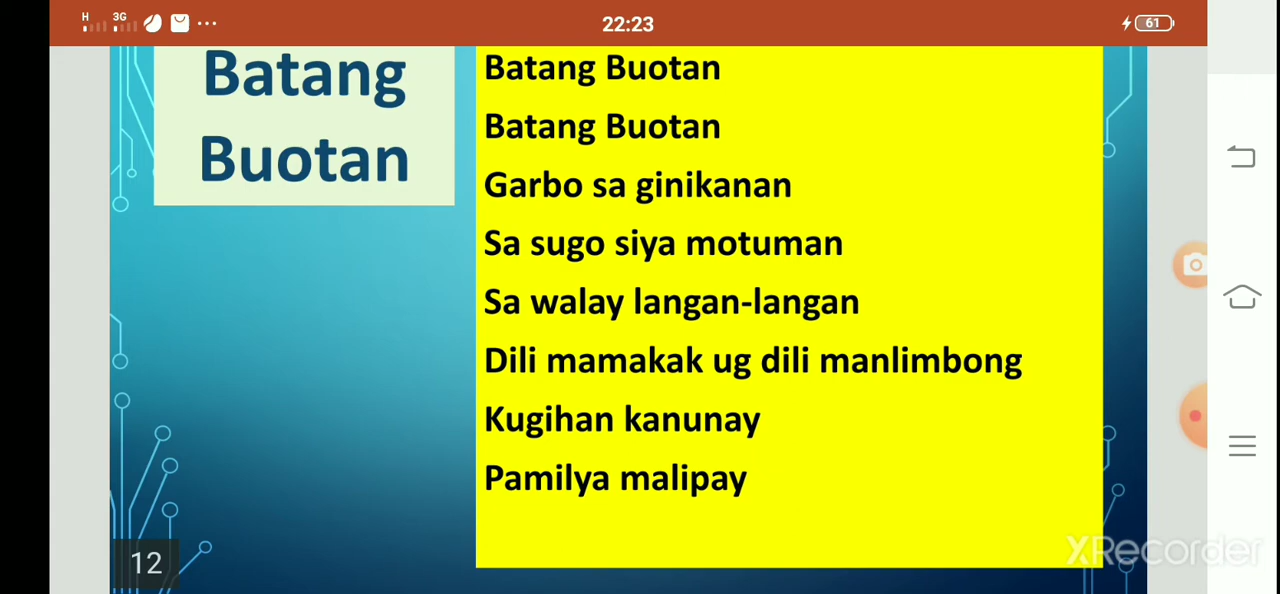 H 3G 22:23 61
Batang
Buotan
Batang Buotan
Batang Buotan
Garbo sa ginikanan
Sa sugo siya motuman
Sa walay langan-langan
Dili mamakak ug dili manlimbong
Kugihan kanunay
Pamilya malipay
12
XRecorder